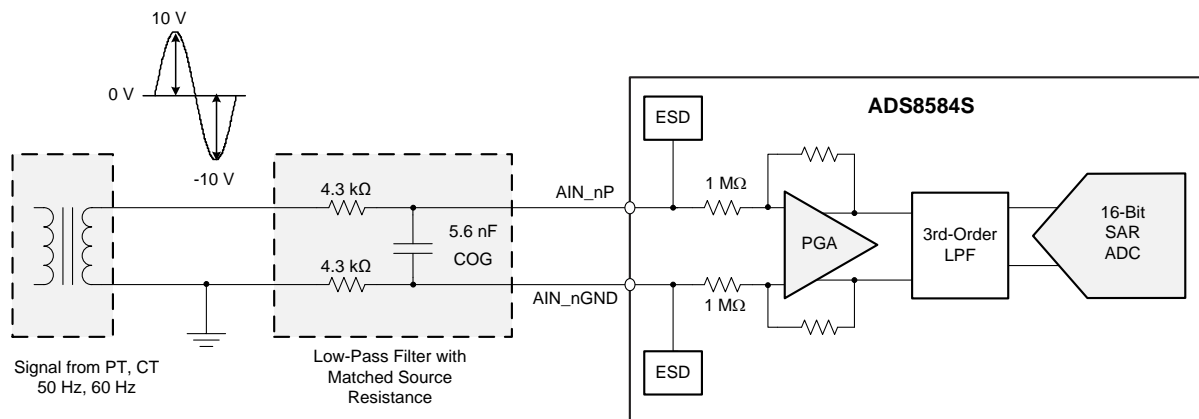 10 V
0 V
-10 V
ADS8584S
ESD
4.3 kΩ
AIN_nP
1 MΩ
5.6 nF
COG
PGA
3rd-Order
LPF
16-Bit
SAR
ADC
4.3 kΩ
AIN_nGND
1 MΩ
ESD
Signal from PT, CT
50 Hz, 60 Hz
Low-Pass Filter with
Matched Source
Resistance